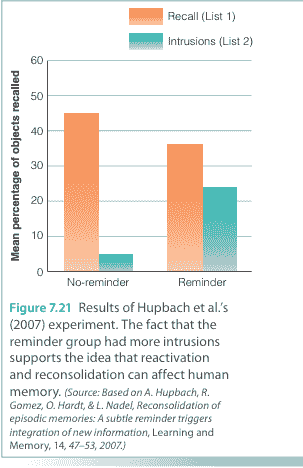 Recall (List 1)
Intrusions (List 2)
Mean percentage of objects recalled
60
50
40
30
20
10
0
No-reminder
Reminder
Figure 7.21 Results of Hupbach et al.'s
(2007) experiment. The fact that the
reminder group had more intrusions
supports the idea that reactivation
and reconsolidation can affect human
memory. (Source: Based on A. Hupbach, R.
Gomez, O. Hardt, & L. Nadel, Reconsolidation of
episodic memories: A subtle reminder triggers
integration of new information, Learning and
Memory, 14, 47–53, 2007.)